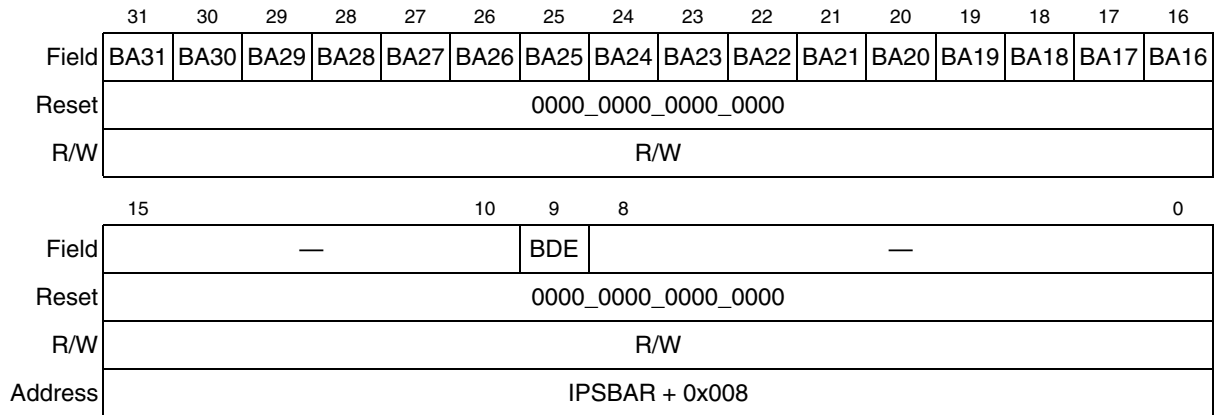 31 30 29 28 27 26 25 24 23 22 21 20 19 18 17 16
Field BA31 BA30 BA29 BA28 BA27 BA26 BA25 BA24 BA23 BA22 BA21 BA20 BA19 BA18 BA17 BA16
Reset 0000_0000_0000_0000
R/W R/W
15 10 9 8 0
Field — BDE —
Reset 0000_0000_0000_0000
R/W R/W
Address IPSBAR + 0x008